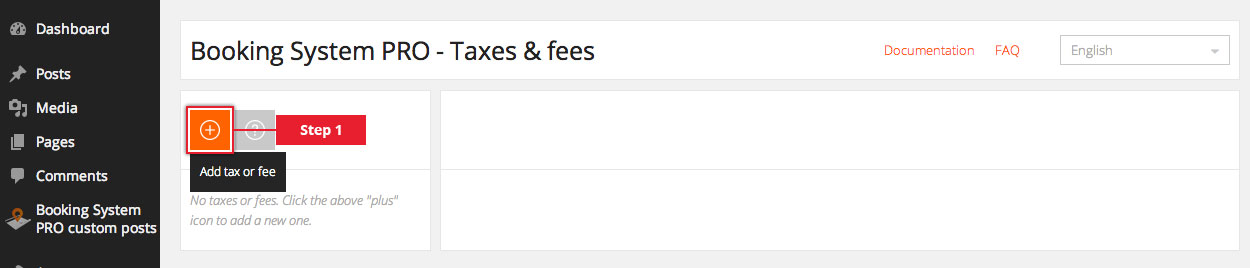 Dashboard
Posts
Media
Pages
Comments
Booking System
PRO custom posts
Booking System PRO - Taxes & fees
Documentation
FAQ
English
Step 1
Add tax or fee
No taxes or fees. Click the above "plus"
icon to add a new one.